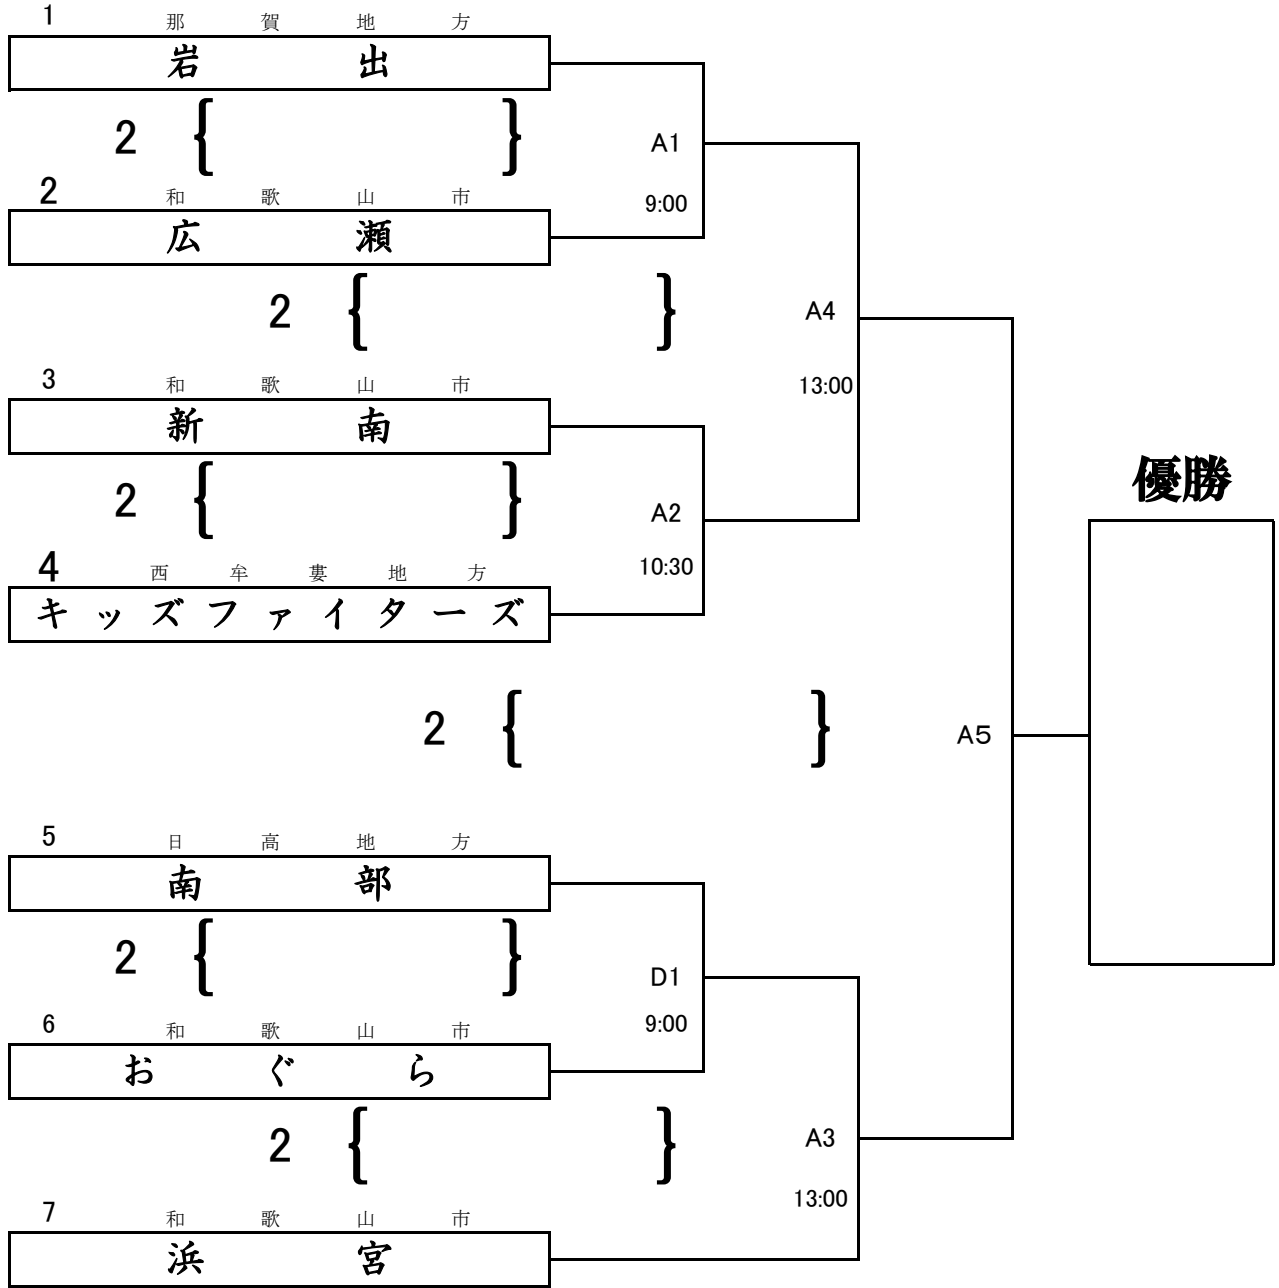 1 那賀地方
岩出
2 { }
A1
2 和歌山市
9:00
広瀬
2 { }
A4
3 和歌山市
13:00
新南
優勝
2 { }
A2
4 西牟婁地方
10:30
キッズファイターズ
2 { }
A5
5 日高地方
南部
2 { }
D1
6 和歌山市
9:00
おぐら
2 { }
A3
13:00
7 和歌山市
浜宮